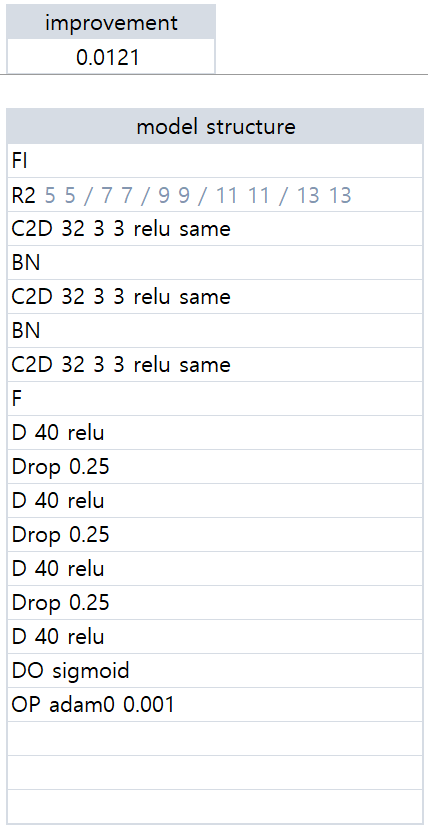 improvement
0.0121
model structure
FI
R2 5 5 / 7 7 / 9 9 / 11 11 / 13 13
C2D 32 3 3 relu same
BN
C2D 32 3 3 relu same
BN
C2D 32 3 3 relu same
F
D 40 relu
Drop 0.25
D 40 relu
Drop 0.25
D 40 relu
Drop 0.25
D 40 relu
DO sigmoid
OP adam0 0.001